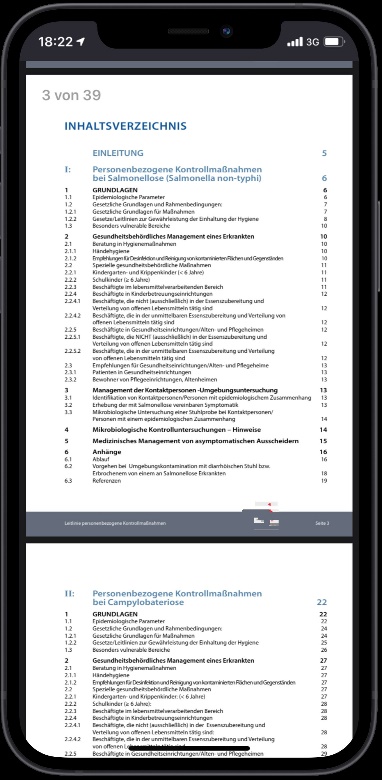 18:22
3G
3 von 39
INHALTSVERZEICHNIS
EINLEITUNG 5
I: Personenbezogene Kontrollmaßnahmen
bei Salmonellose (Salmonella non-typhi) 6
1 GRUNDLAGEN 6
1.1 Epidemiologische Parameter 6
1.2 Gesetzliche Grundlagen und Rahmenbedingungen: 7
1.2.1 Gesetzliche Grundlagen für Maßnahmen 7
1.2.2 Gesetze/Leitlinien zur Gewährleistung der Einhaltung der Hygiene 8
1.3 Besonders vulnerable Bereiche 10
2 Gesundheitsbehördliches Management eines Erkrankten 10
2.1 Beratung in Hygienemaßnahmen 10
2.1.1 Händehygiene 10
2.1.2 Empfehlungen für Desinfektion und Reinigung von kontaminierten Flächen und Gegenständen 10
2.2 Spezielle gesundheitsbehördliche Maßnahmen 11
2.2.1 Kindergarten- und Krippenkinder (< 6 Jahre) 11
2.2.2 Schulkinder (≥ 6 Jahre) 11
2.2.3 Beschäftigte im lebensmittelverarbeitenden Bereich 11
2.2.4 Beschäftigte in Kinderbetreuungseinrichtungen 12
2.2.4.1 Beschäftigte, die nicht (ausschließlich) in der Essenszubereitung und
Verteilung von offenen Lebensmitteln tätig sind 12
2.2.4.2 Beschäftigte, die in der unmittelbaren Essenszubereitung und Verteilung von
offenen Lebensmitteln tätig sind 12
2.2.5 Beschäftigte in Gesundheitseinrichtungen/Alten- und Pflegeheimen 12
2.2.5.1 Beschäftigte, die NICHT (ausschließlich) in der Essenszubereitung und
Verteilung von offenen Lebensmitteln tätig sind 12
2.2.5.2 Beschäftigte, die in der unmittelbaren Essenszubereitung und Verteilung
von offenen Lebensmitteln tätig sind 12
2.3 Empfehlungen für Gesundheitseinrichtungen/Alten- und Pflegeheime 13
2.3.1 Patienten in Gesundheitseinrichtungen 13
2.3.2 Bewohner von Pflegeheimen, Altenheimen 13
3 Management der Kontaktpersonen -Umgebungsuntersuchung 13
3.1 Identifikation von Kontaktpersonen/Personen mit epidemiologischem Zusammenhang 13
3.2 Erhebung der mit Salmonellose vereinbaren Symptomatik 13
3.3 Mikrobiologische Untersuchung einer Stuhlprobe bei Kontaktpersonen/
Personen mit einem epidemiologischen Zusammenhang 14
4 Mikrobiologische Kontrolluntersuchungen – Hinweise 14
5 Medizinisches Management von asymptomatischen Ausscheidern 15
6 Anhänge 16
6.1 Ablauf 16
6.2 Vorgehen bei Umgebungskontamination mit diarrhöischem Stuhl bzw.
Erbrochenem von einem an Salmonellose Erkrankten 18
6.3 Referenzen 19
Leitlinie personenbezogene Kontrollmaßnahmen Seite 3
II: Personenbezogene Kontrollmaßnahmen
bei Campylobateriose 22
1 GRUNDLAGEN 22
1.1 Epidemiologische Parameter 22
1.2 Gesetzliche Grundlagen und Rahmenbedingungen: 24
1.2.1 Gesetzliche Grundlagen für Maßnahmen 24
1.2.2 Gesetze/Leitlinien zur Gewährleistung der Einhaltung der Hygiene 25
1.3 Besonders vulnerable Bereiche 26
2 Gesundheitsbehördliches Management eines Erkrankten 27
2.1 Beratung in Hygienemaßnahmen 27
2.1.1 Händehygiene 27
2.1.2 Empfehlungen für Desinfektion und Reinigung von kontaminierten Flächen und Gegenständen 27
2.2 Spezielle gesundheitsbehördliche Maßnahmen 27
2.2.1 Kindergarten- und Krippenkinder (< 6 Jahre) 27
2.2.2 Schulkinder (≥ 6 Jahre): 28
2.2.3 Beschäftigte im lebensmittelverarbeitenden Bereich 28
2.2.4 Beschäftigte in Kinderbetreuungseinrichtungen 28
2.2.4.1 Beschäftigte, die nicht (ausschließlich) in der Essenszubereitung und
Verteilung von offenen Lebensmitteln tätig sind: 28
2.2.4.2 Beschäftigte, die in der unmittelbaren Essenszubereitung und Verteilung
von offenen Lebensmitteln tätig sind: 28
2.2.5 Beschäftigte in Gesundheitseinrichtungen/Alten- und Pflegeheimen 29